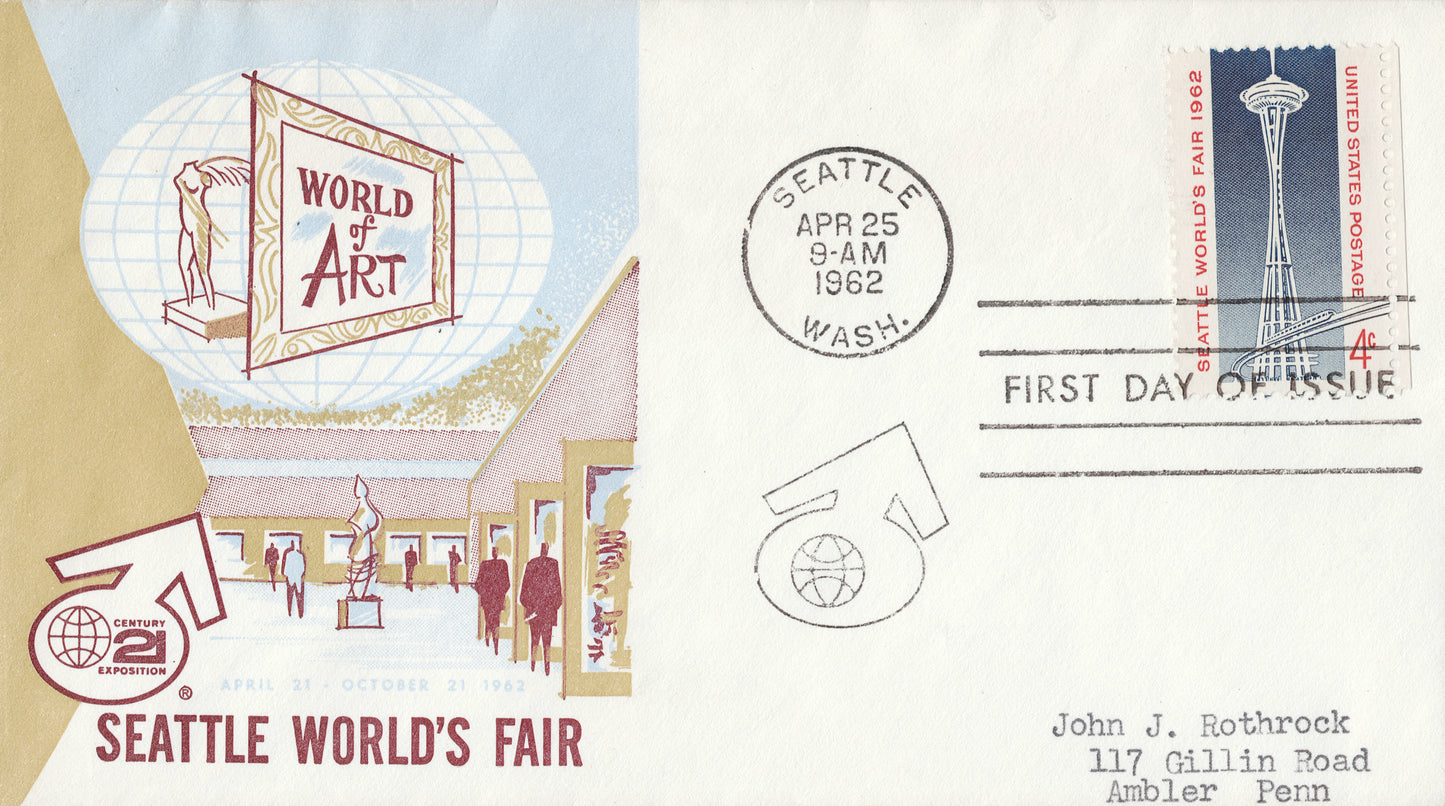 WORLD
of
ART
CENTURY
21
EXPOSITION
®
APRIL 21 - OCTOBER 21 1962
SEATTLE WORLD'S FAIR
SEATTLE
APR 25
9-AM
1962
WASH.
SEATTLE WORLD'S FAIR 1962
UNITED STATES POSTAGE
4c
FIRST DAY OF ISSUE
John J. Rothrock
117 Gillin Road
Ambler Penn